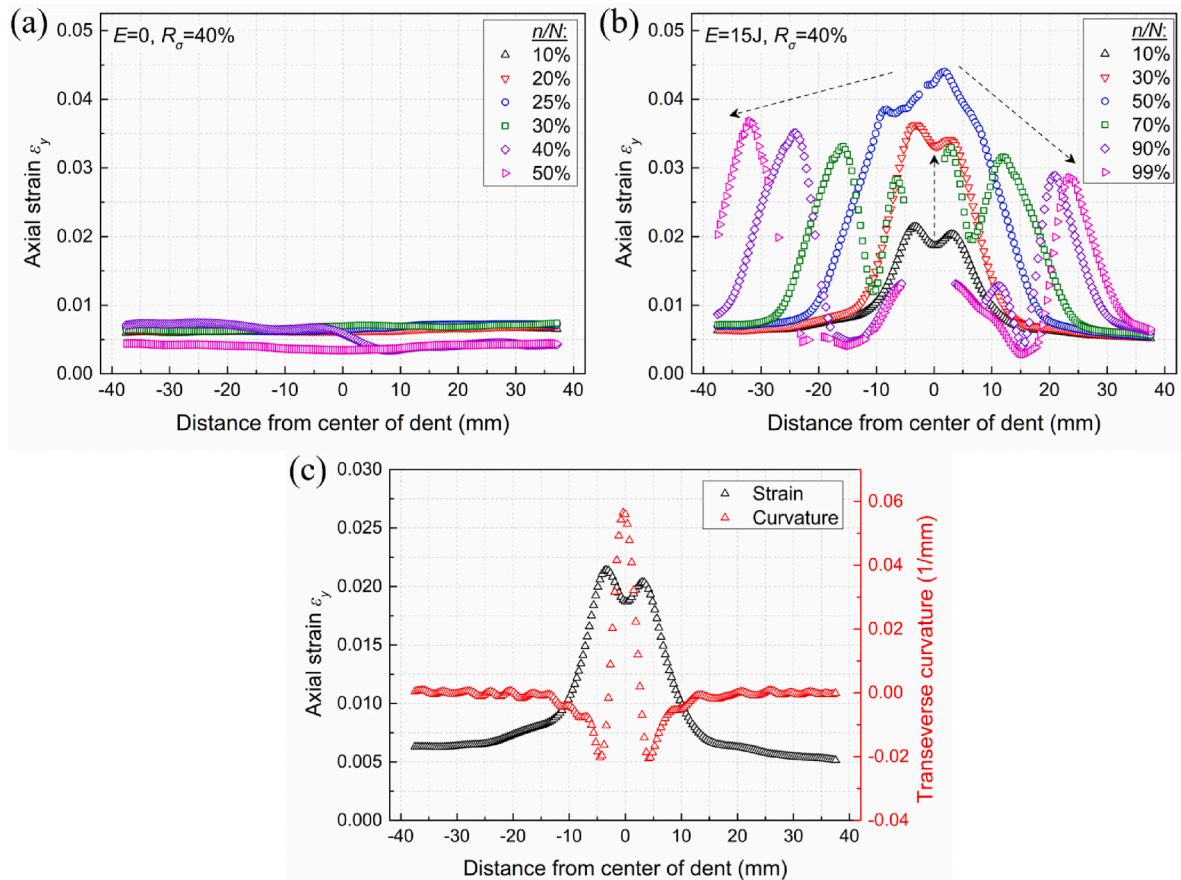 (a)
E=0, Rσ=40%
n/N:
10%
20%
25%
30%
40%
50%
0.05
0.04
0.03
0.02
0.01
0.00
Axial strain εy
-40 -30 -20 -10 0 10 20 30 40
Distance from center of dent (mm)
(b)
E=15J, Rσ=40%
n/N:
10%
30%
50%
70%
90%
99%
0.05
0.04
0.03
0.02
0.01
0.00
Axial strain εy
-40 -30 -20 -10 0 10 20 30 40
Distance from center of dent (mm)
(c)
Strain
Curvature
0.030
0.025
0.020
0.015
0.010
0.005
0.000
Axial strain εy
0.06
0.04
0.02
0.00
-0.02
-0.04
Transeverse curvature (1/mm)
-40 -30 -20 -10 0 10 20 30 40
Distance from center of dent (mm)